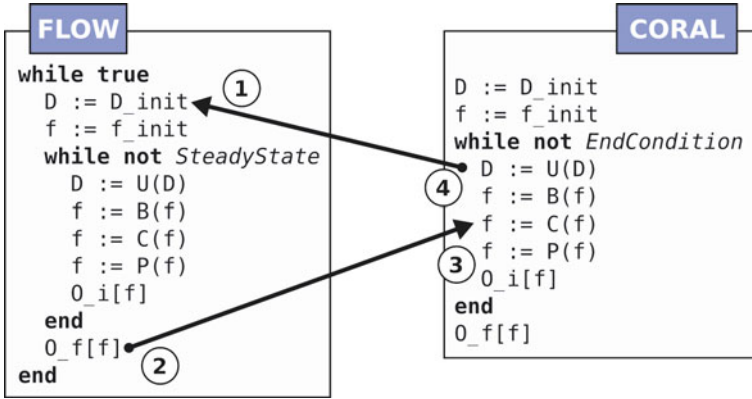 FLOW
while true
D := D_init
f := f_init
while not SteadyState
D := U(D)
f := B(f)
f := C(f)
f := P(f)
O_i[f]
end
O_f[f]
end
1
2
CORAL
D := D_init
f := f_init
while not EndCondition
D := U(D)
f := B(f)
f := C(f)
f := P(f)
O_i[f]
end
O_f[f]
4
3